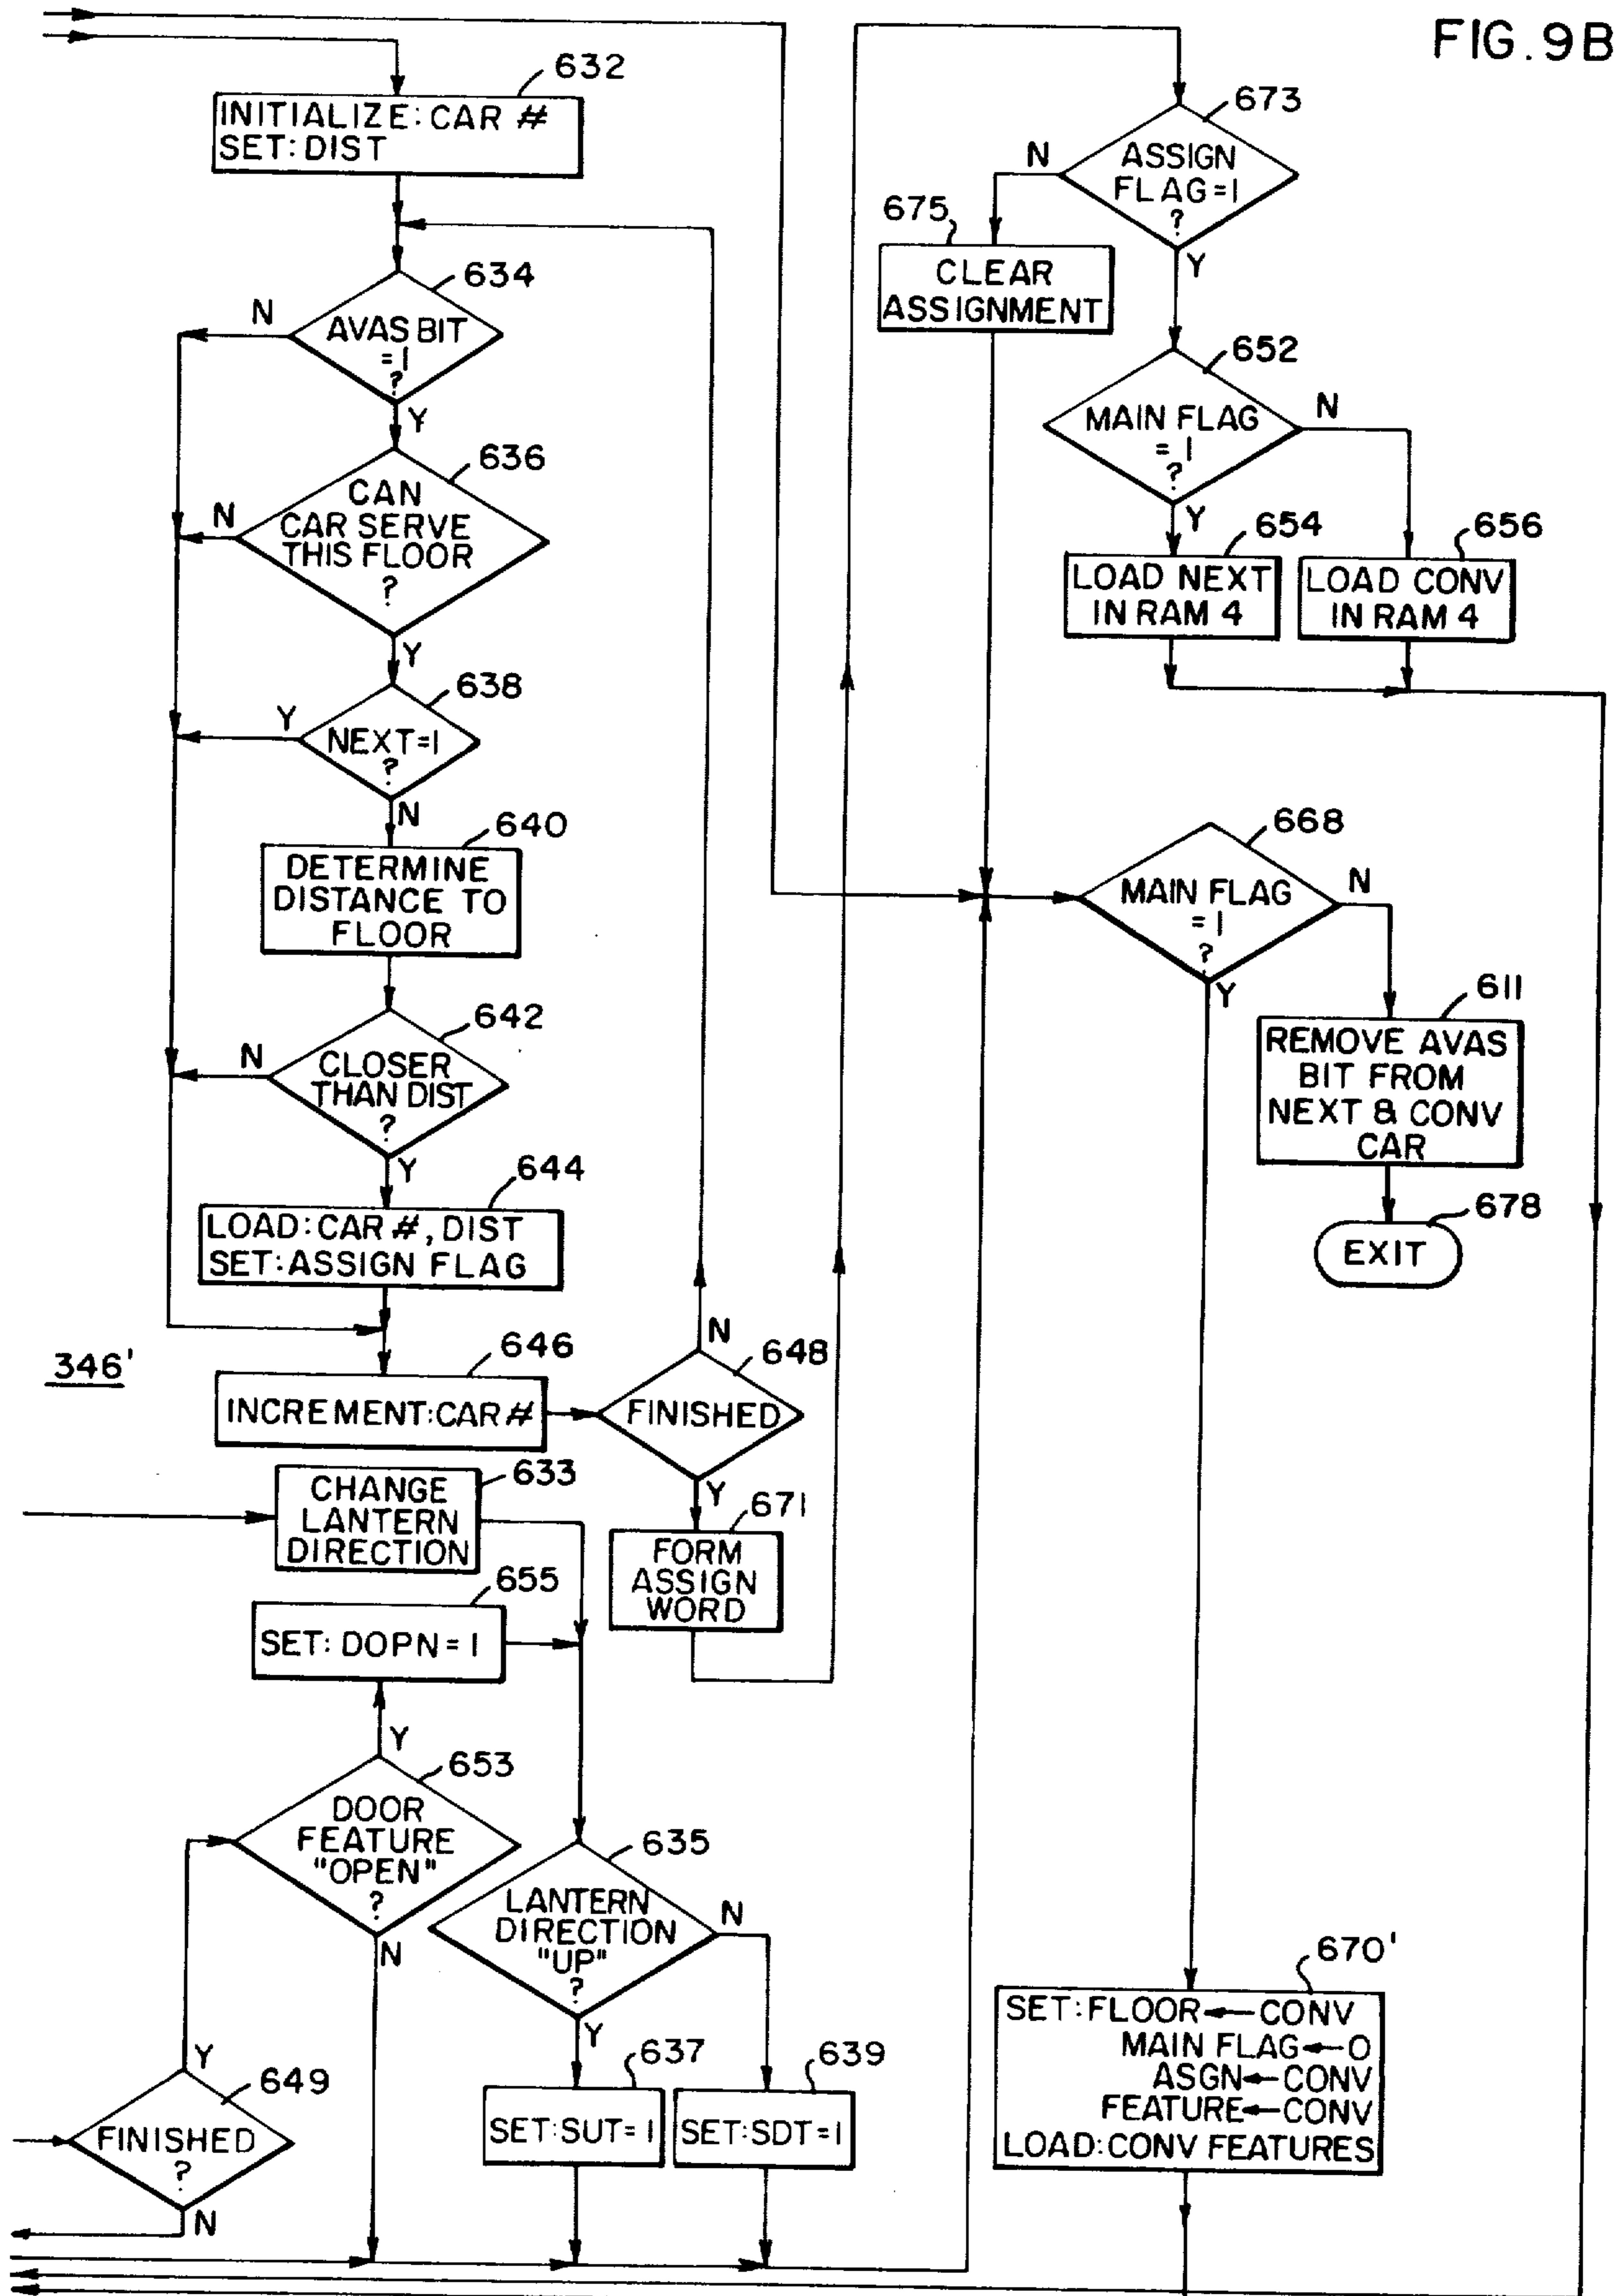 FIG. 9B
632
INITIALIZE: CAR #
SET: DIST
634
N
AVAS BIT
=1
?
Y
636
CAN
CAR SERVE
THIS FLOOR
?
N
Y
638
Y
NEXT=1
?
N
640
DETERMINE
DISTANCE TO
FLOOR
642
N
CLOSER
THAN DIST
?
Y
644
LOAD: CAR #, DIST
SET: ASSIGN FLAG
346'
646
INCREMENT: CAR #
N
648
FINISHED
Y
671
FORM
ASSIGN
WORD
633
CHANGE
LANTERN
DIRECTION
655
SET: DOPN = 1
Y
653
DOOR
FEATURE
"OPEN"
?
N
635
LANTERN
DIRECTION
"UP"
?
N
Y
637
SET: SUT = 1
639
SET: SDT = 1
Y
649
FINISHED
?
N
673
N
ASSIGN
FLAG = 1
?
Y
675
CLEAR
ASSIGNMENT
652
MAIN FLAG
= 1
?
N
Y
654
LOAD NEXT
IN RAM 4
656
LOAD CONV
IN RAM 4
668
MAIN FLAG
= 1
?
N
Y
611
REMOVE AVAS
BIT FROM
NEXT & CONV
CAR
678
EXIT
670'
SET: FLOOR ← CONV
MAIN FLAG ← 0
ASGN ← CONV
FEATURE ← CONV
LOAD: CONV FEATURES